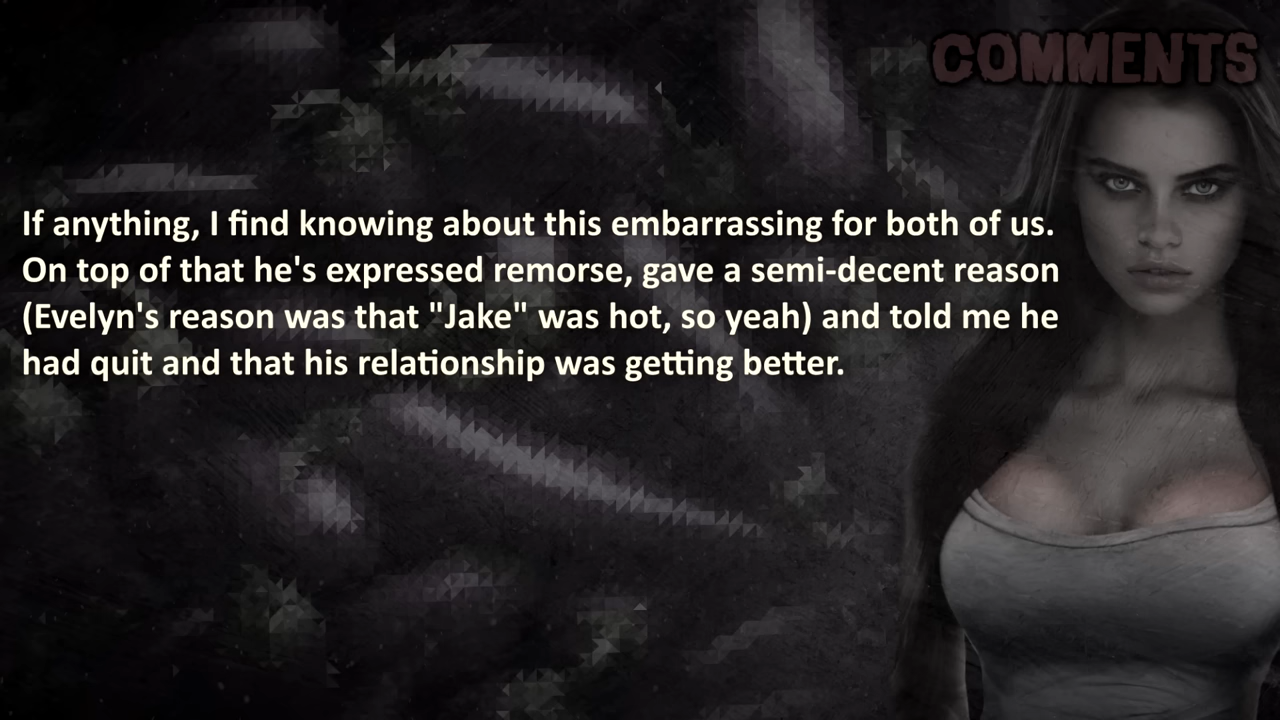 COMMENTS
If anything, I find knowing about this embarrassing for both of us.
On top of that he's expressed remorse, gave a semi-decent reason
(Evelyn's reason was that "Jake" was hot, so yeah) and told me he
had quit and that his relationship was getting better.